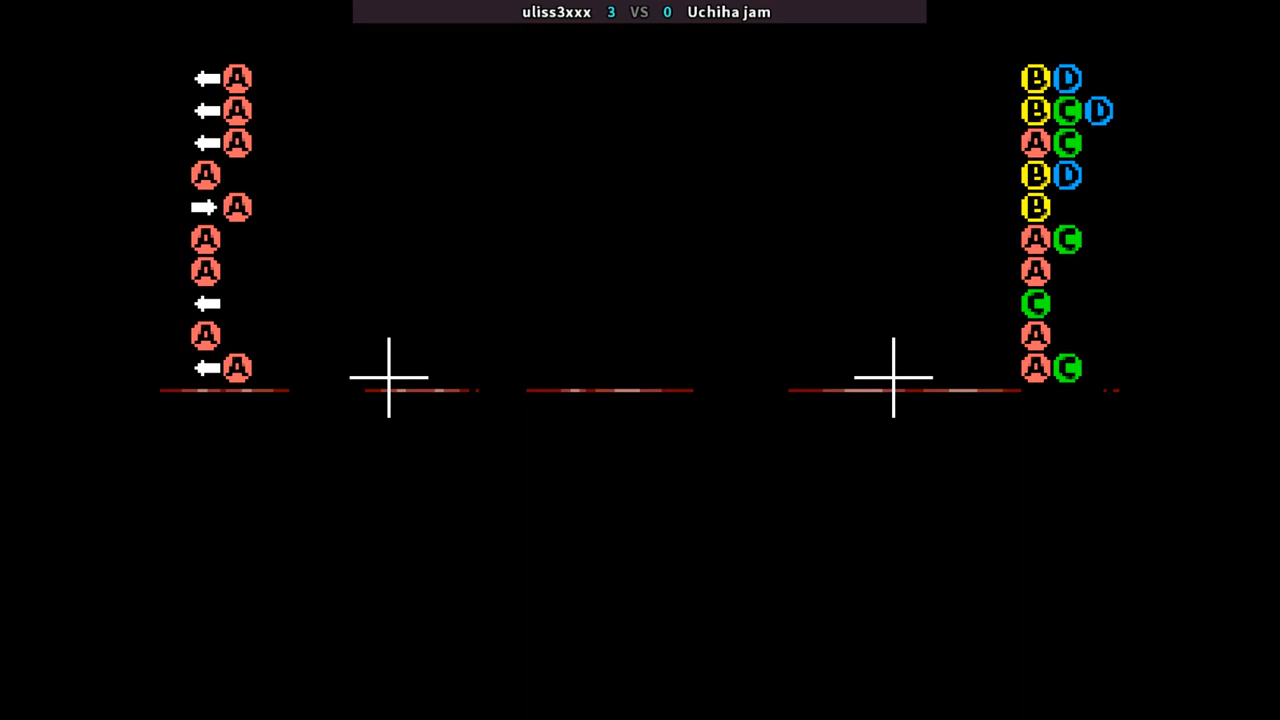 uliss3xxx 3 VS 0 Uchiha jam
A B D
A B C D
A A C
A B D
A B
A A C
A A
C
A A
A A C